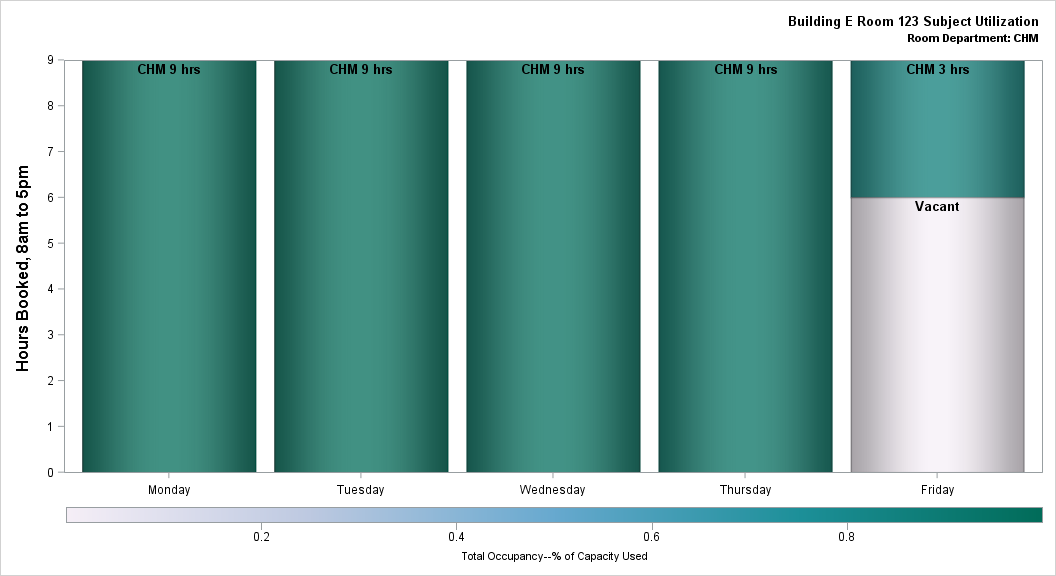 Building E Room 123 Subject Utilization
Room Department: CHM
Hours Booked, 8am to 5pm
9
8
7
6
5
4
3
2
1
0
CHM 9 hrs
CHM 9 hrs
CHM 9 hrs
CHM 9 hrs
CHM 3 hrs
Vacant
Monday
Tuesday
Wednesday
Thursday
Friday
0.2
0.4
0.6
0.8
Total Occupancy--% of Capacity Used